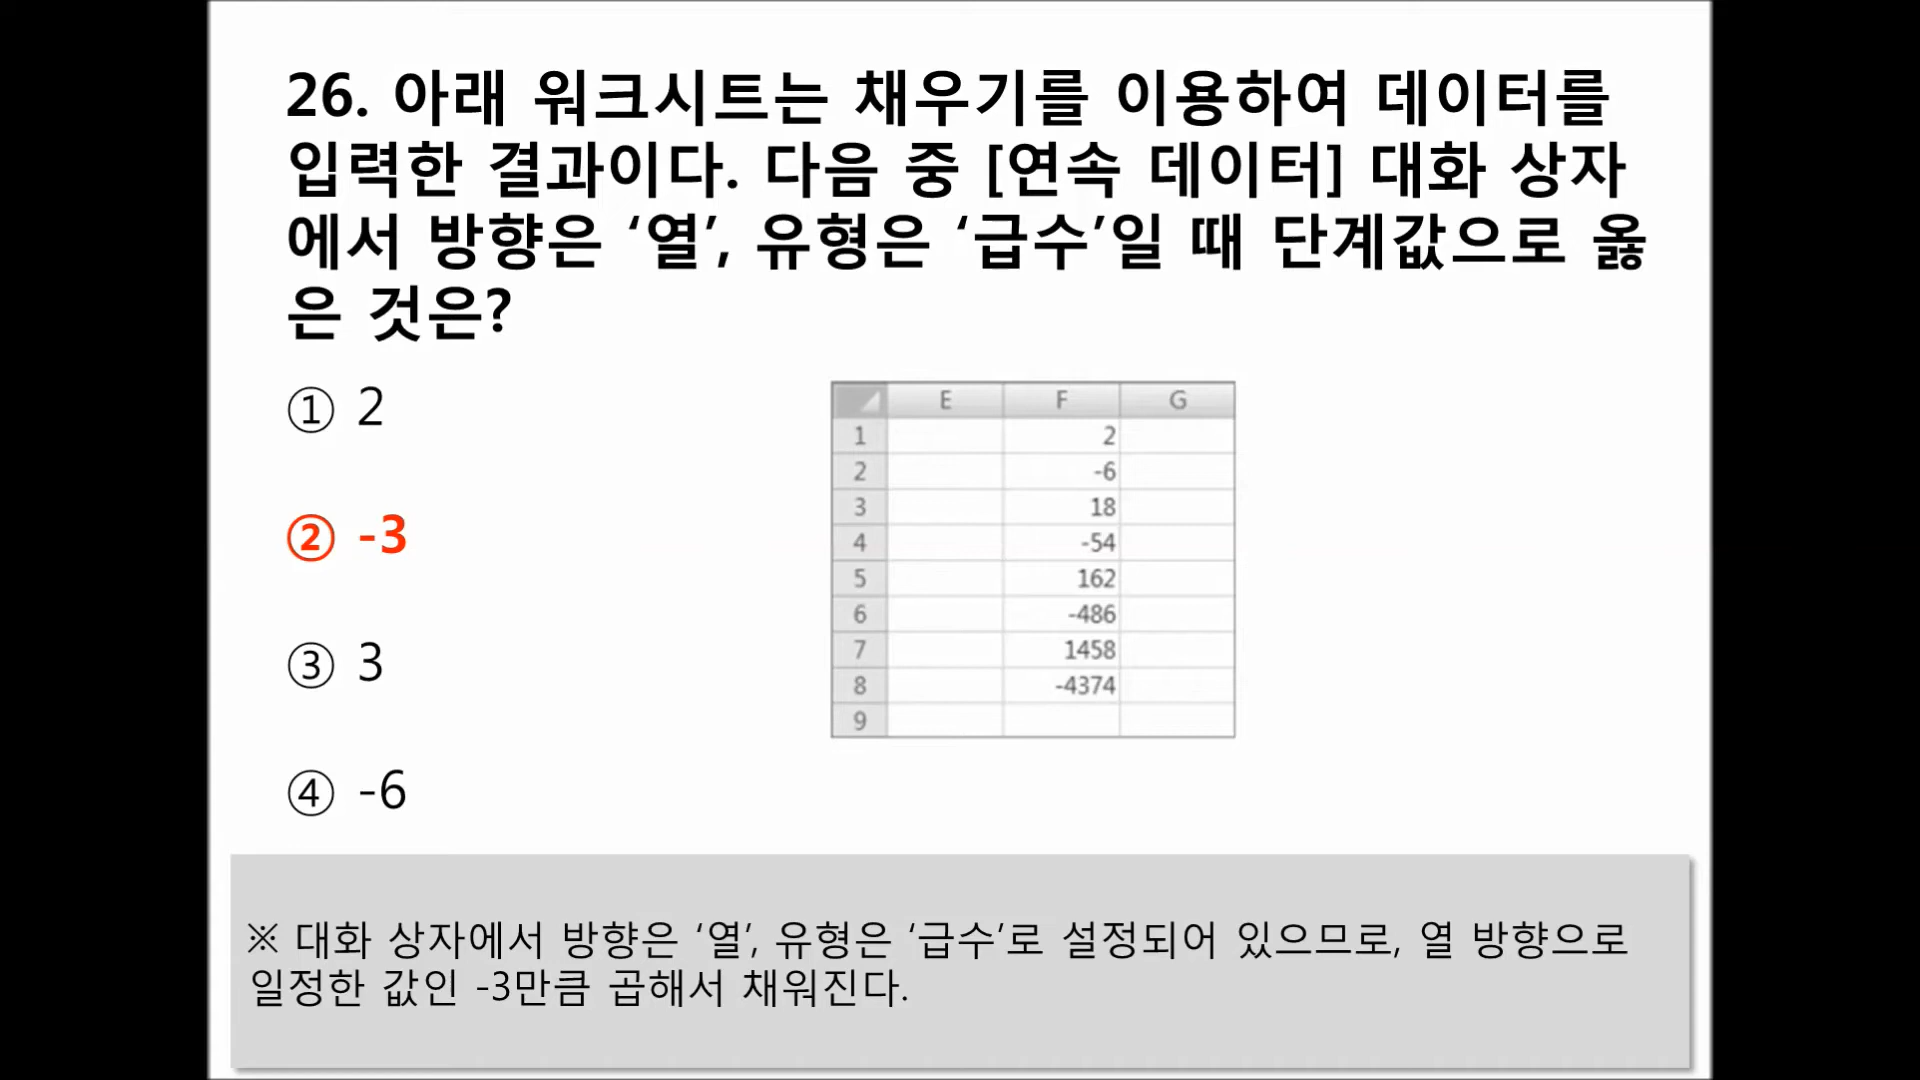 26. 아래 워크시트는 채우기를 이용하여 데이터를
입력한 결과이다. 다음 중 [연속 데이터] 대화 상자
에서 방향은 ‘열’, 유형은 ‘급수’일 때 단계값으로 옳
은 것은?
① 2
② -3
③ 3
④ -6
E F G
1 2
2 -6
3 18
4 -54
5 162
6 -486
7 1458
8 -4374
9
※ 대화 상자에서 방향은 ‘열’, 유형은 ‘급수’로 설정되어 있으므로, 열 방향으로
일정한 값인 -3만큼 곱해서 채워진다.